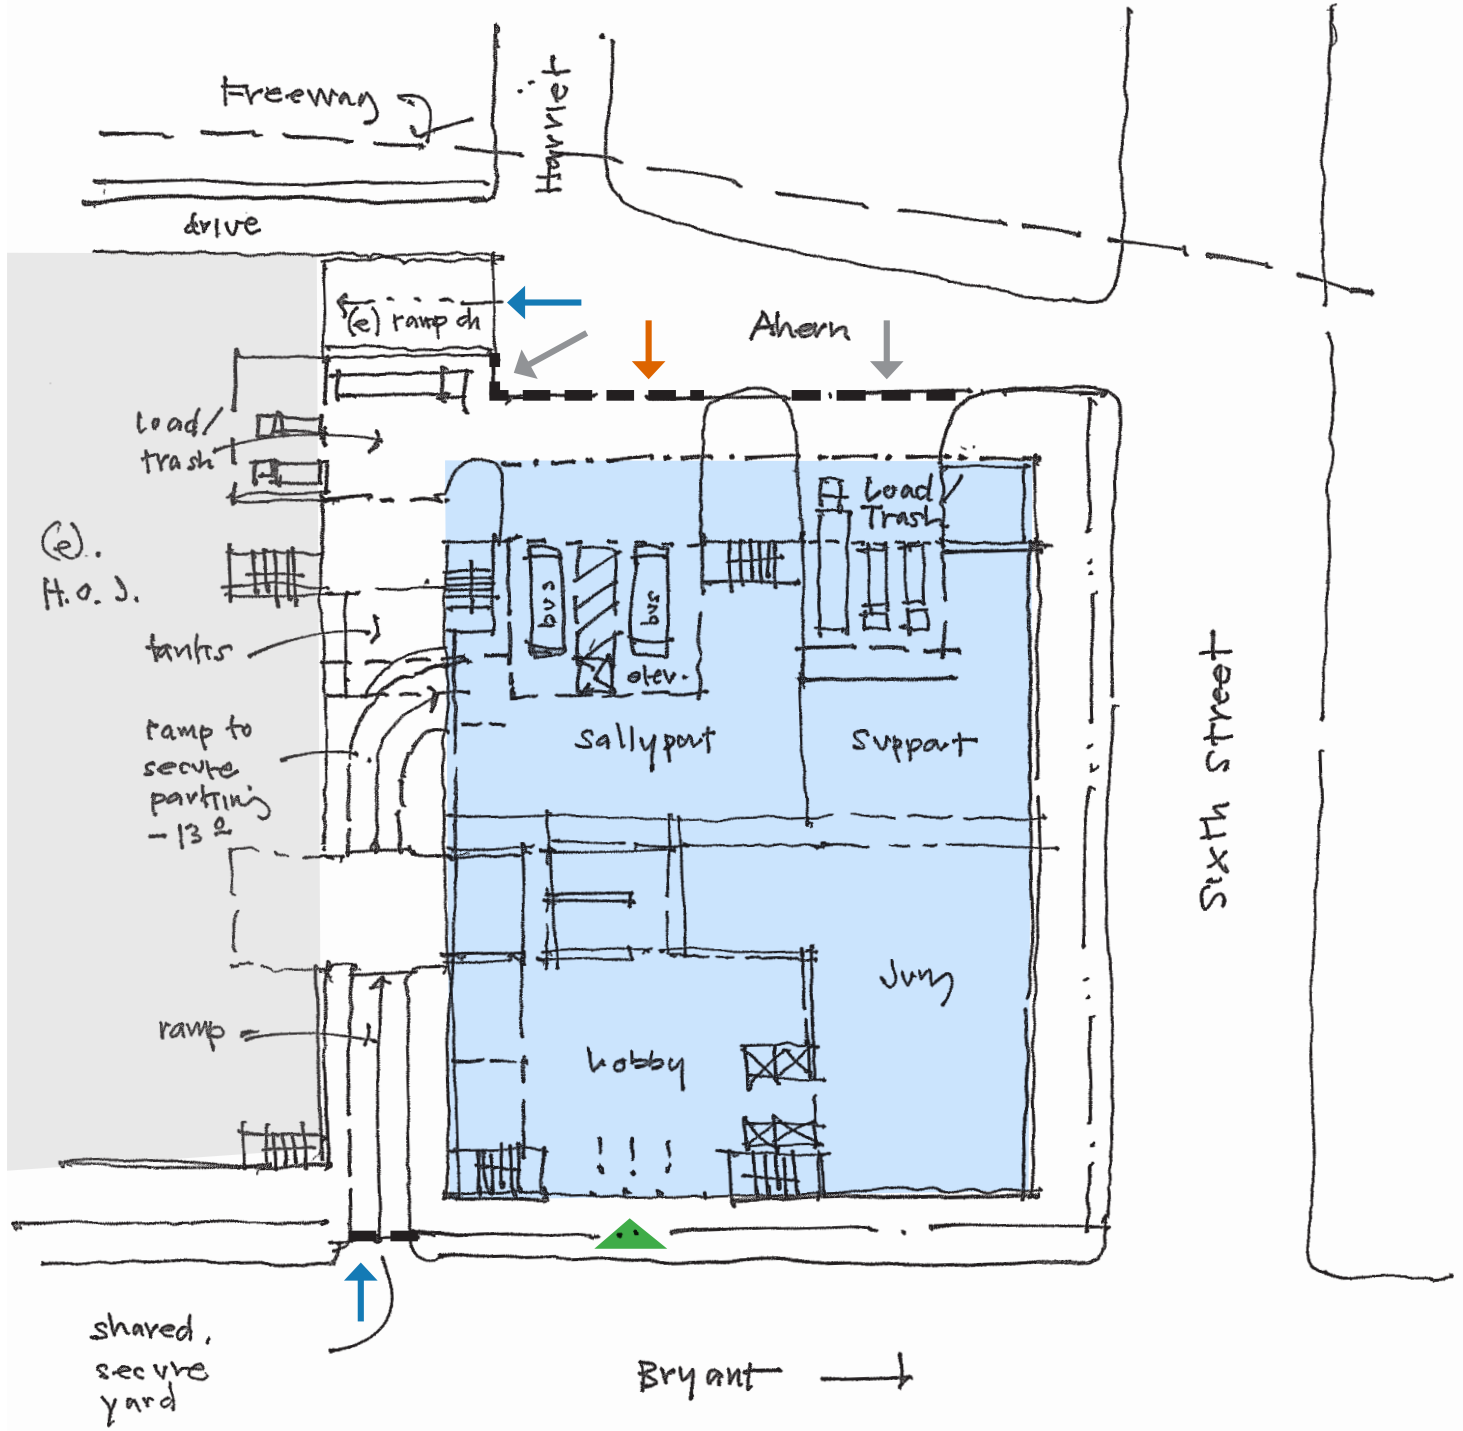 Freeway
Harriet
drive
(e) ramp dn
Ahern
Load/
trash
Load/
Trash
(e).
H.O.J.
bus
bus
tanks
elev.
ramp to
secure
parking
-13º
Sallyport
Support
Sixth Street
Jury
ramp
Lobby
shared.
secure
yard
Bryant